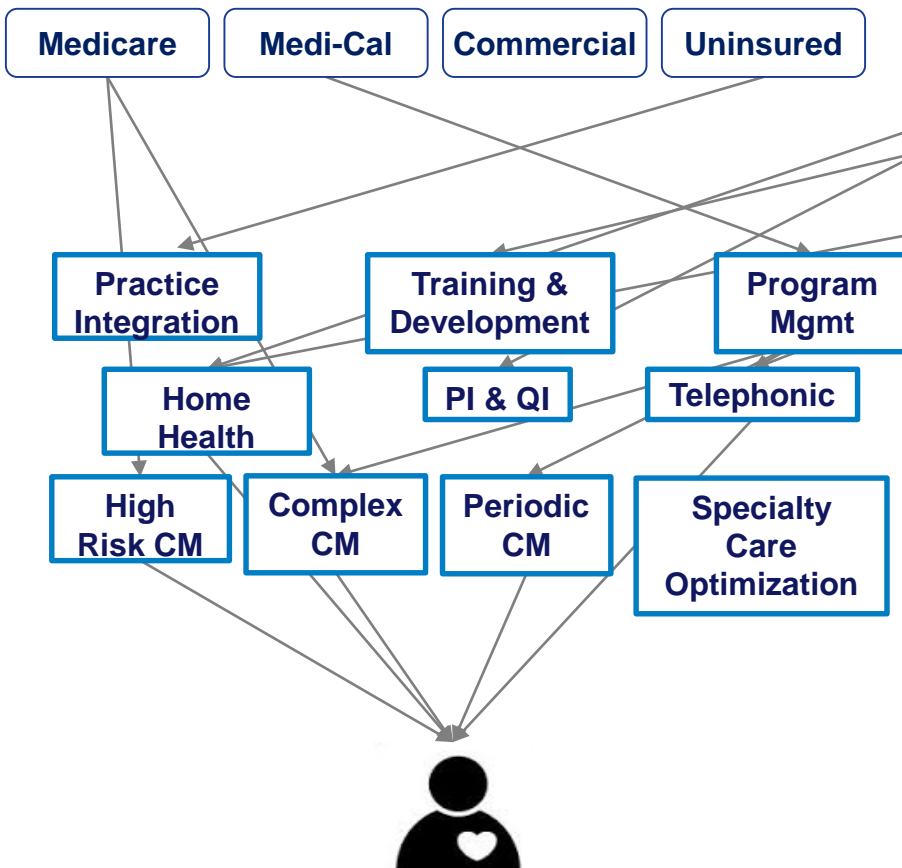 Medicare
Medi-Cal
Commercial
Uninsured
Practice
Integration
Training &
Development
Program
Mgmt
Home
Health
PI & QI
Telephonic
High
Risk CM
Complex
CM
Periodic
CM
Specialty
Care
Optimization